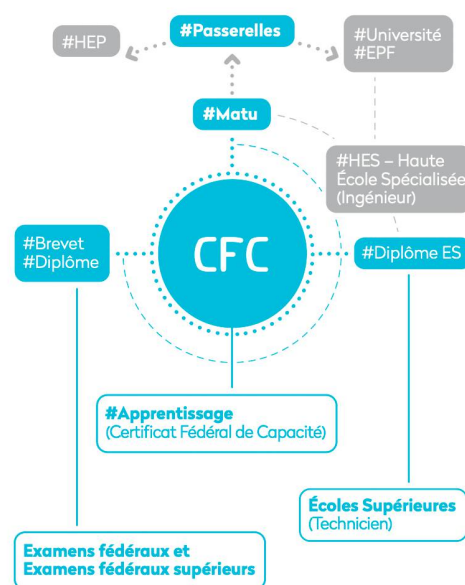 #Passerelles
#HEP
#Université
#EPF
#Matu
#HES – Haute
École Spécialisée
(Ingénieur)
#Brevet
#Diplôme
CFC
#Diplôme ES
#Apprentissage
(Certificat Fédéral de Capacité)
Écoles Supérieures
(Technicien)
Examens fédéraux et
Examens fédéraux supérieurs